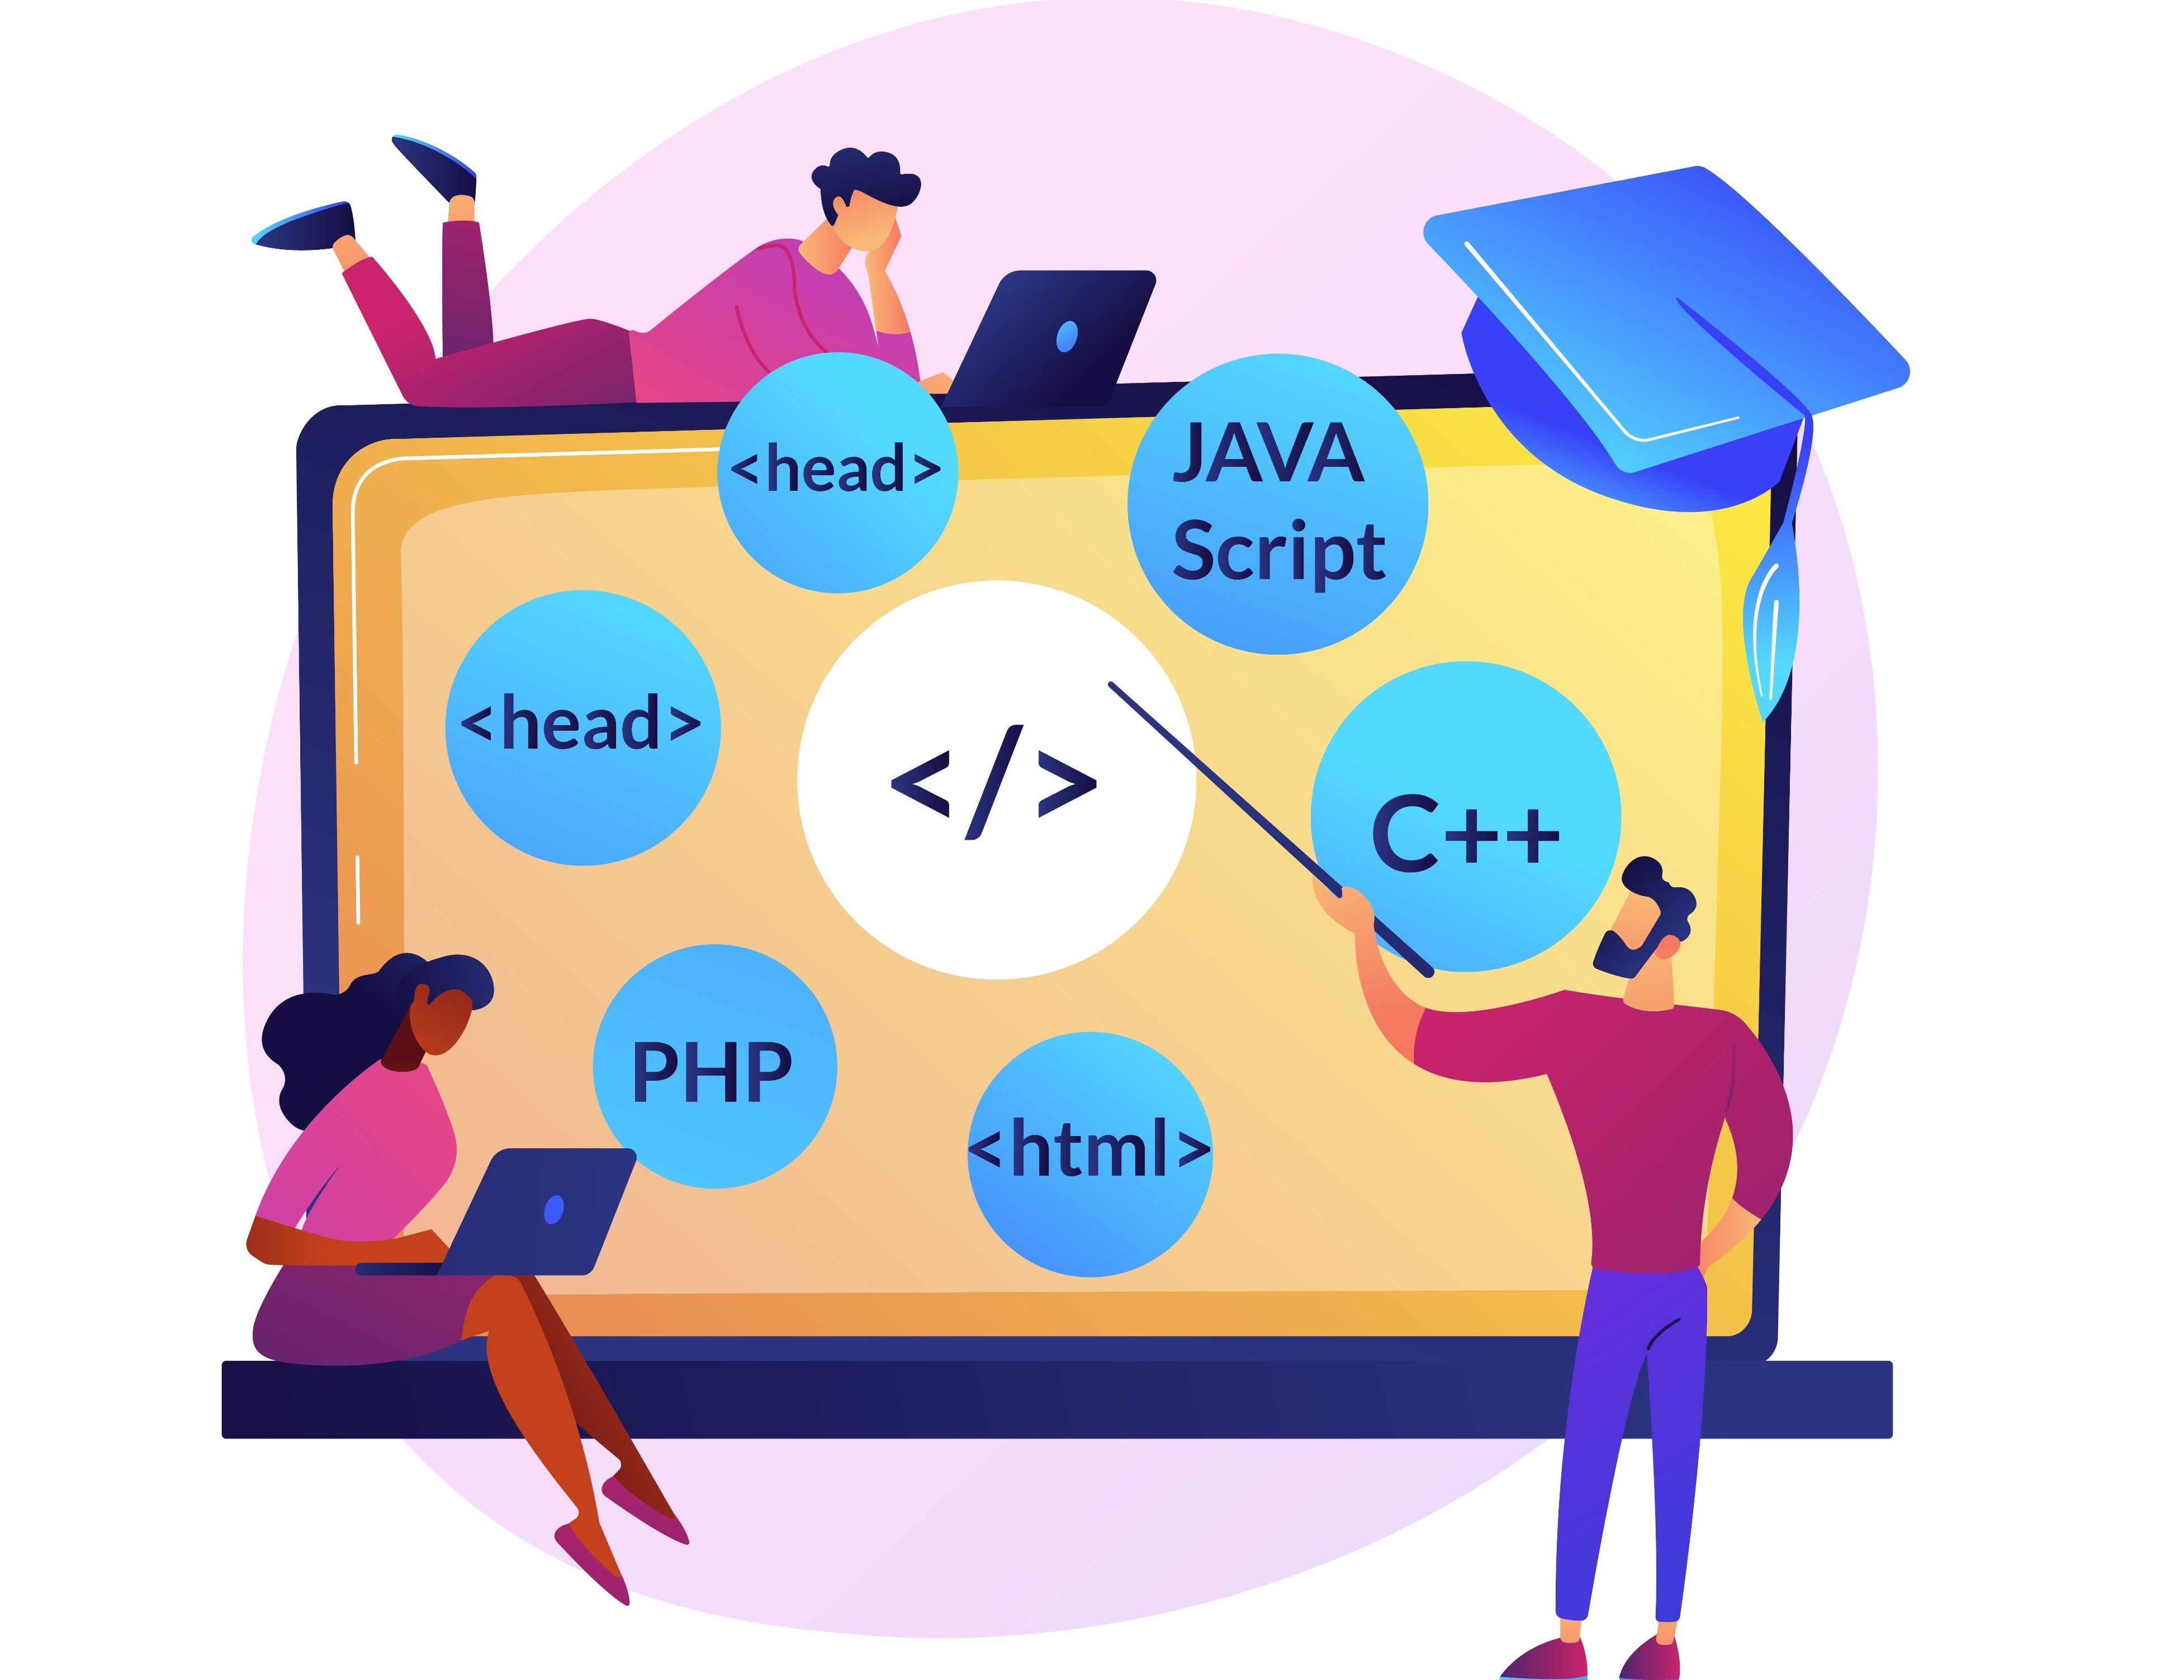 <head>
JAVA
Script
<head>
</>
C++
PHP
<html>